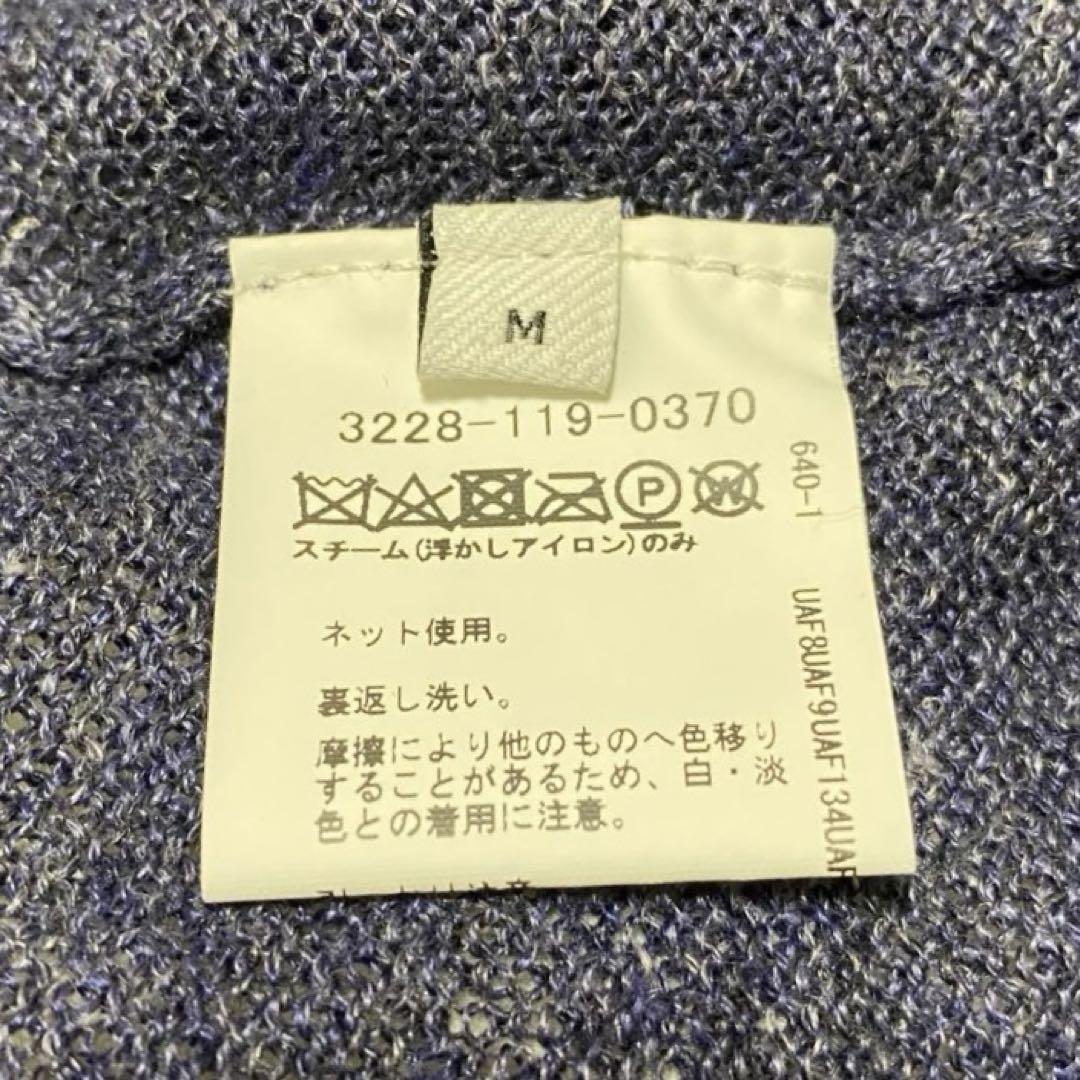 M
3228-119-0370
P
W
スチーム(浮かしアイロン)のみ
ネット使用。
裏返し洗い。
摩擦により他のものへ色移り
することがあるため、白・淡
色との着用に注意。
640-1
UAF8UAF9UAF134UAF